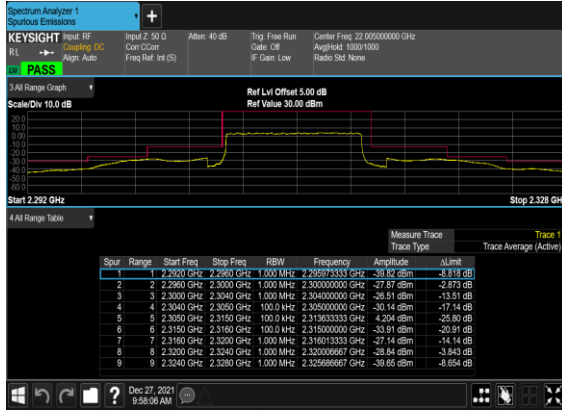 Spectrum Analyzer 1
Spurious Emissions
KEYSIGHT Input: RF Input Z: 50 Ω Atten: 40 dB Trig: Free Run Center Freq: 22.005000000 GHz
RL Coupling: DC Corr CCorr Gate: Off Avg|Hold: 1000/1000
Align: Auto Freq Ref: Int (S) IF Gain: Low Radio Std: None
PASS
3 All Range Graph
Ref Lvl Offset 5.00 dB
Scale/Div 10.0 dB Ref Value 30.00 dBm
20.0
10.0
0.00
-10.0
-20.0
-30.0
-40.0
-50.0
-60.0
Start 2.292 GHz Stop 2.328 GH
4 All Range Table
Measure Trace Trace 1
Trace Type Trace Average (Active)
Spur Range Start Freq Stop Freq RBW Frequency Amplitude ΔLimit
1 1 2.2920 GHz 2.2960 GHz 1.000 MHz 2.295973333 GHz -39.82 dBm -8.818 dB
2 2 2.2960 GHz 2.3000 GHz 1.000 MHz 2.300000000 GHz -27.87 dBm -2.873 dB
3 3 2.3000 GHz 2.3040 GHz 1.000 MHz 2.304000000 GHz -26.51 dBm -13.51 dB
4 4 2.3040 GHz 2.3050 GHz 100.0 kHz 2.305000000 GHz -30.14 dBm -17.14 dB
5 5 2.3050 GHz 2.3150 GHz 100.0 kHz 2.313633333 GHz 4.204 dBm -25.80 dB
6 6 2.3150 GHz 2.3160 GHz 100.0 kHz 2.315000000 GHz -33.91 dBm -20.91 dB
7 7 2.3160 GHz 2.3200 GHz 1.000 MHz 2.316013333 GHz -27.14 dBm -14.14 dB
8 8 2.3200 GHz 2.3240 GHz 1.000 MHz 2.320006667 GHz -28.84 dBm -3.843 dB
9 9 2.3240 GHz 2.3280 GHz 1.000 MHz 2.325686667 GHz -39.65 dBm -8.654 dB
Dec 27, 2021
9:58:06 AM